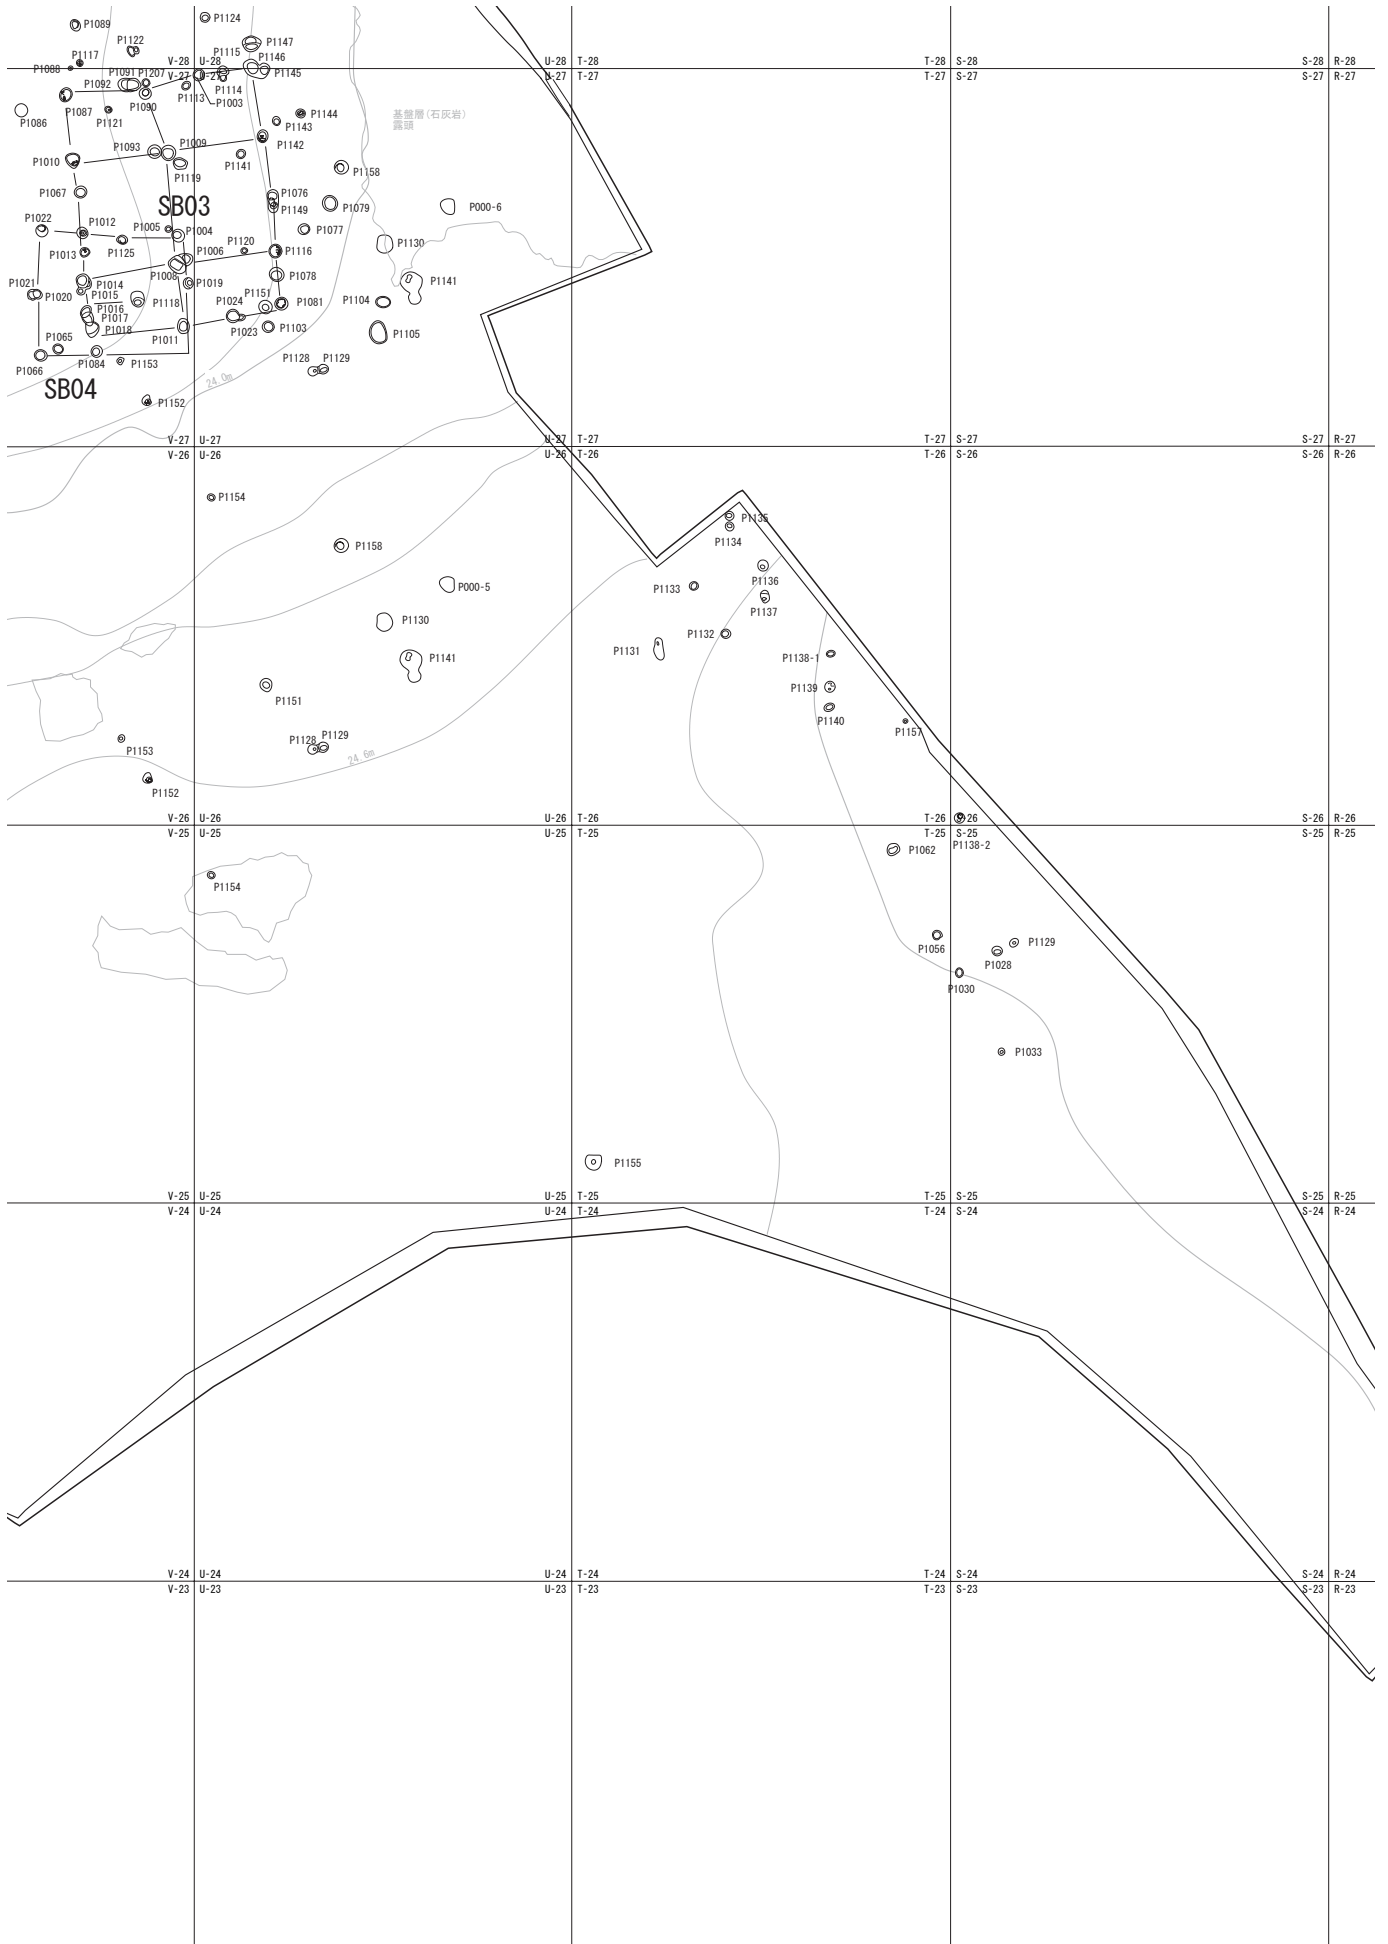 P1089
P1124
P1122
P1115
P1147
P1146
P1117
P1088
V-28 U-28
V-27 U-27
U-28 T-28
U-27 T-27
T-28 S-28
T-27 S-27
S-28 R-28
S-27 R-27
P1091
P1207
P1145
P1092
P1114
P1113
P1003
P1087
P1090
P1086
P1121
P1144
P1143
基盤層(石灰岩)
露頭
P1093
P1009
P1142
P1010
P1119
P1141
P1158
P1067
P1076
SB03
P1149
P1079
P000-6
P1022
P1012
P1005
P1004
P1077
P1125
P1120
P1130
P1013
P1006
P1116
P1008
P1078
P1141
P1021
P1020
P1014
P1019
P1015
P1118
P1024
P1151
P1081
P1104
P1016
P1017
P1018
P1011
P1023
P1103
P1105
P1065
P1066
P1084
P1153
P1128
P1129
SB04
24.0m
P1152
V-27 U-27
V-26 U-26
U-27 T-27
U-26 T-26
T-27 S-27
T-26 S-26
S-27 R-27
S-26 R-26
P1154
P1135
P1134
P1158
P1136
P1133
P000-5
P1137
P1130
P1132
P1131
P1141
P1138-1
P1139
P1151
P1140
P1157
P1128
P1129
P1153
24.6m
P1152
V-26 U-26
V-25 U-25
U-26 T-26
U-25 T-25
T-26 S-26
T-25 S-25
S-26 R-26
S-25 R-25
P1062
P1138-2
P1154
P1056
P1129
P1028
P1030
P1033
P1155
V-25 U-25
V-24 U-24
U-25 T-25
U-24 T-24
T-25 S-25
T-24 S-24
S-25 R-25
S-24 R-24
V-24 U-24
V-23 U-23
U-24 T-24
U-23 T-23
T-24 S-24
T-23 S-23
S-24 R-24
S-23 R-23